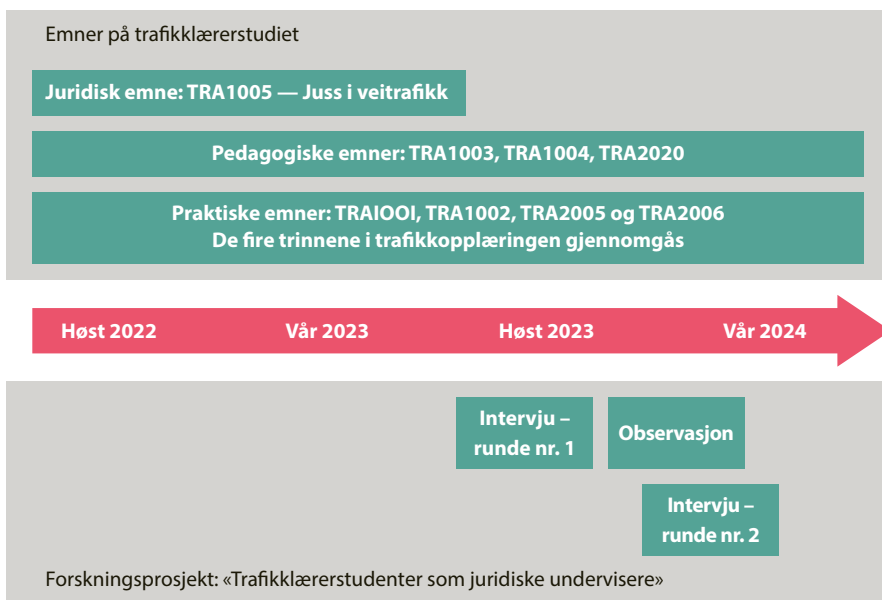 Emner på trafikklærerstudiet
Juridisk emne: TRA1005 — Juss i veitrafikk
Pedagogiske emner: TRA1003, TRA1004, TRA2020
Praktiske emner: TRAIOOI, TRA1002, TRA2005 og TRA2006
De fire trinnene i trafikkopplæringen gjennomgås
Høst 2022
Vår 2023
Høst 2023
Vår 2024
Intervju –
runde nr. 1
Observasjon
Intervju –
runde nr. 2
Forskningsprosjekt: «Trafikklærerstudenter som juridiske undervisere»